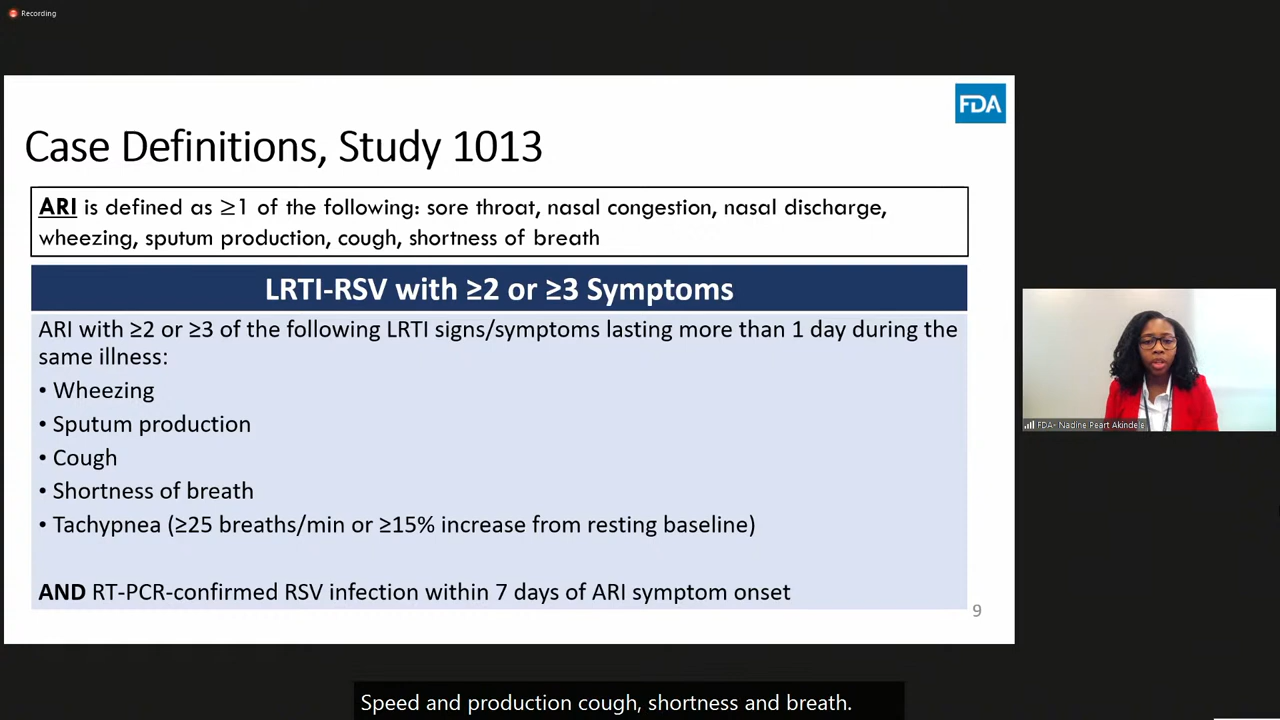 Recording
FDA
Case Definitions, Study 1013
ARI is defined as ≥1 of the following: sore throat, nasal congestion, nasal discharge,
wheezing, sputum production, cough, shortness of breath
LRTI-RSV with ≥2 or ≥3 Symptoms
ARI with ≥2 or ≥3 of the following LRTI signs/symptoms lasting more than 1 day during the
same illness:
• Wheezing
• Sputum production
• Cough
• Shortness of breath
• Tachypnea (≥25 breaths/min or ≥15% increase from resting baseline)
AND RT-PCR-confirmed RSV infection within 7 days of ARI symptom onset
9
FDA- Nadine Peart Akindele
Speed and production cough, shortness and breath.